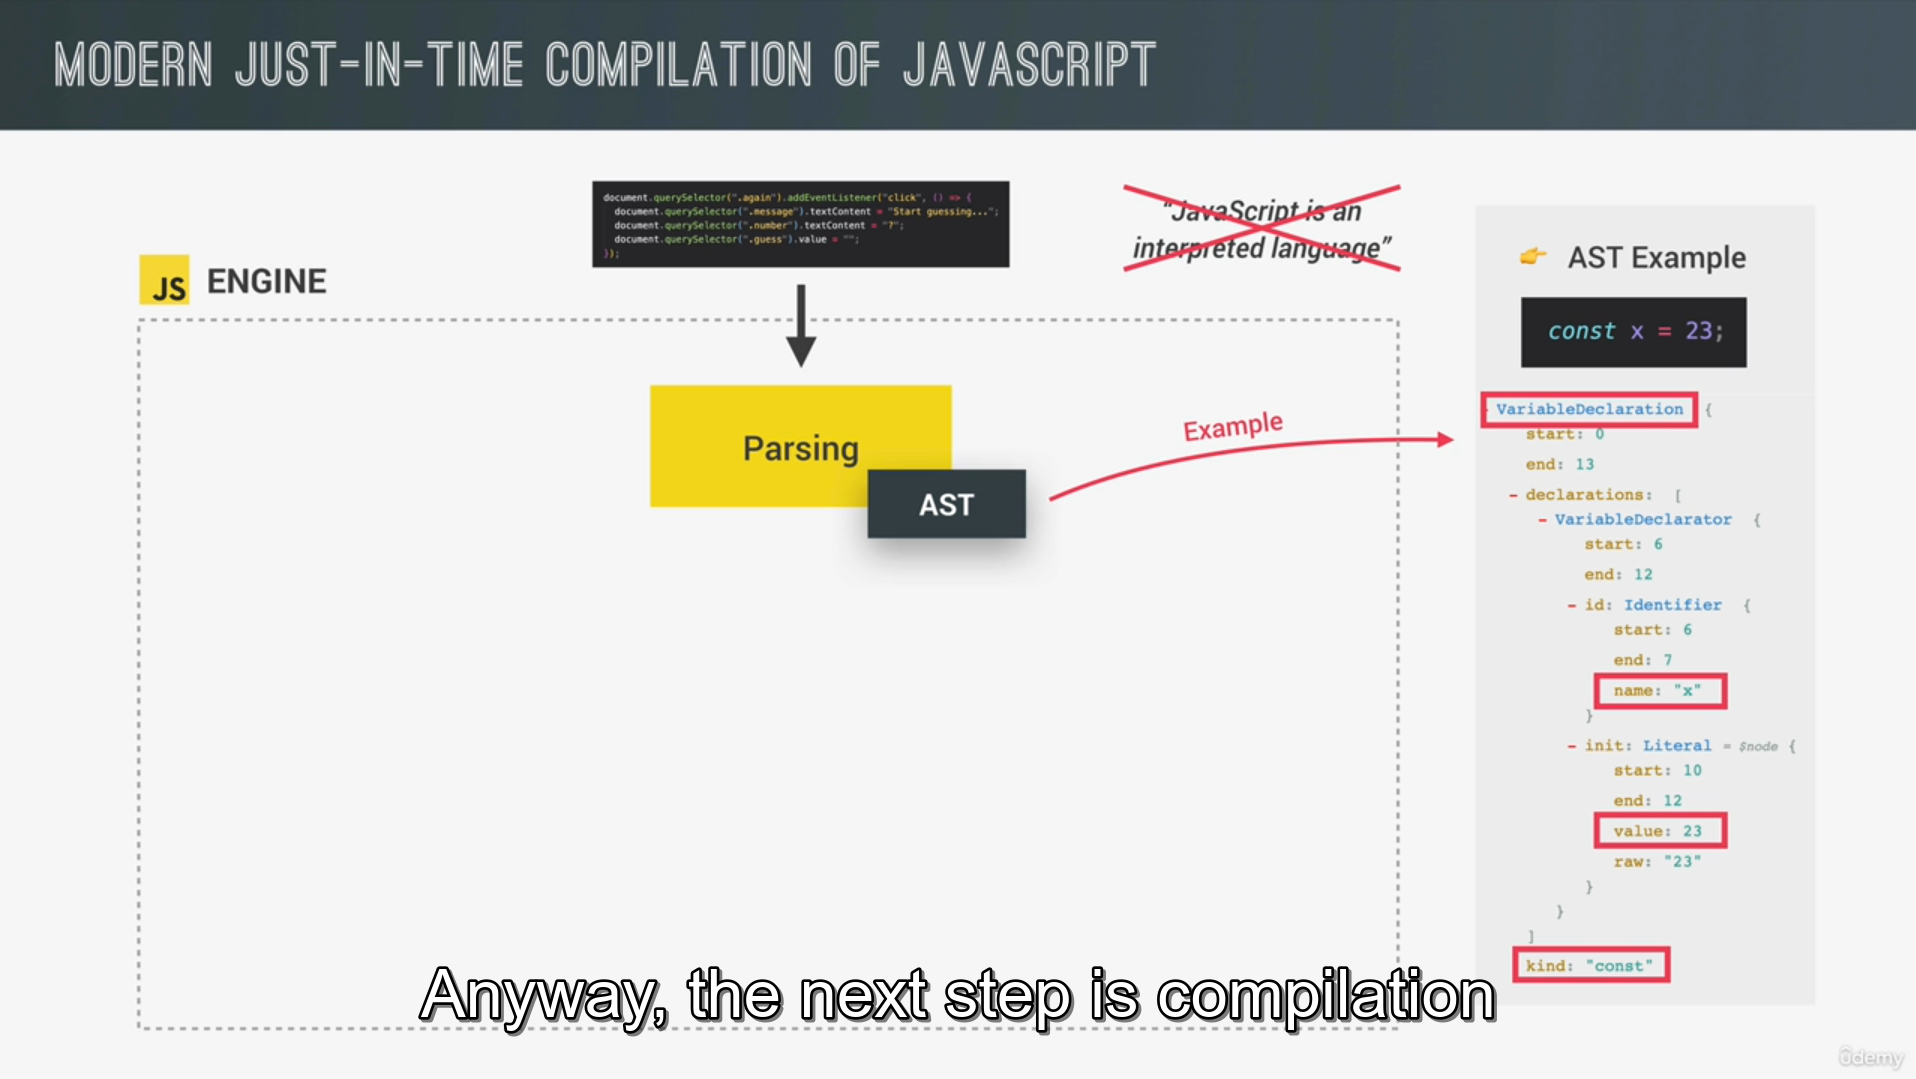 MODERN JUST-IN-TIME COMPILATION OF JAVASCRIPT
document.querySelector(".again").addEventListener("click", () => {
document.querySelector(".message").textContent = "Start guessing...";
document.querySelector(".number").textContent = "?";
document.querySelector(".guess").value = "";
});
"JavaScript is an
interpreted language"
JS ENGINE
Parsing
AST
Example
👉 AST Example
const x = 23;
VariableDeclaration {
start: 0
end: 13
- declarations: [
- VariableDeclarator {
start: 6
end: 12
- id: Identifier {
start: 6
end: 7
name: "x"
}
- init: Literal = $node {
start: 10
end: 12
value: 23
raw: "23"
}
}
]
kind: "const"
Anyway, the next step is compilation
ûdemy